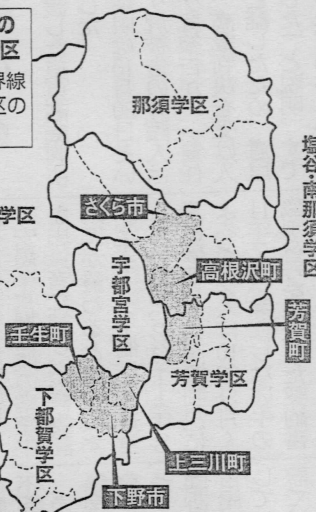 の
区
界線
区の
那須学区
塩谷・南那須学区
さくら市
学区
宇都宮学区
高根沢町
芳賀町
壬生町
芳賀学区
下都賀学区
上三川町
下野市